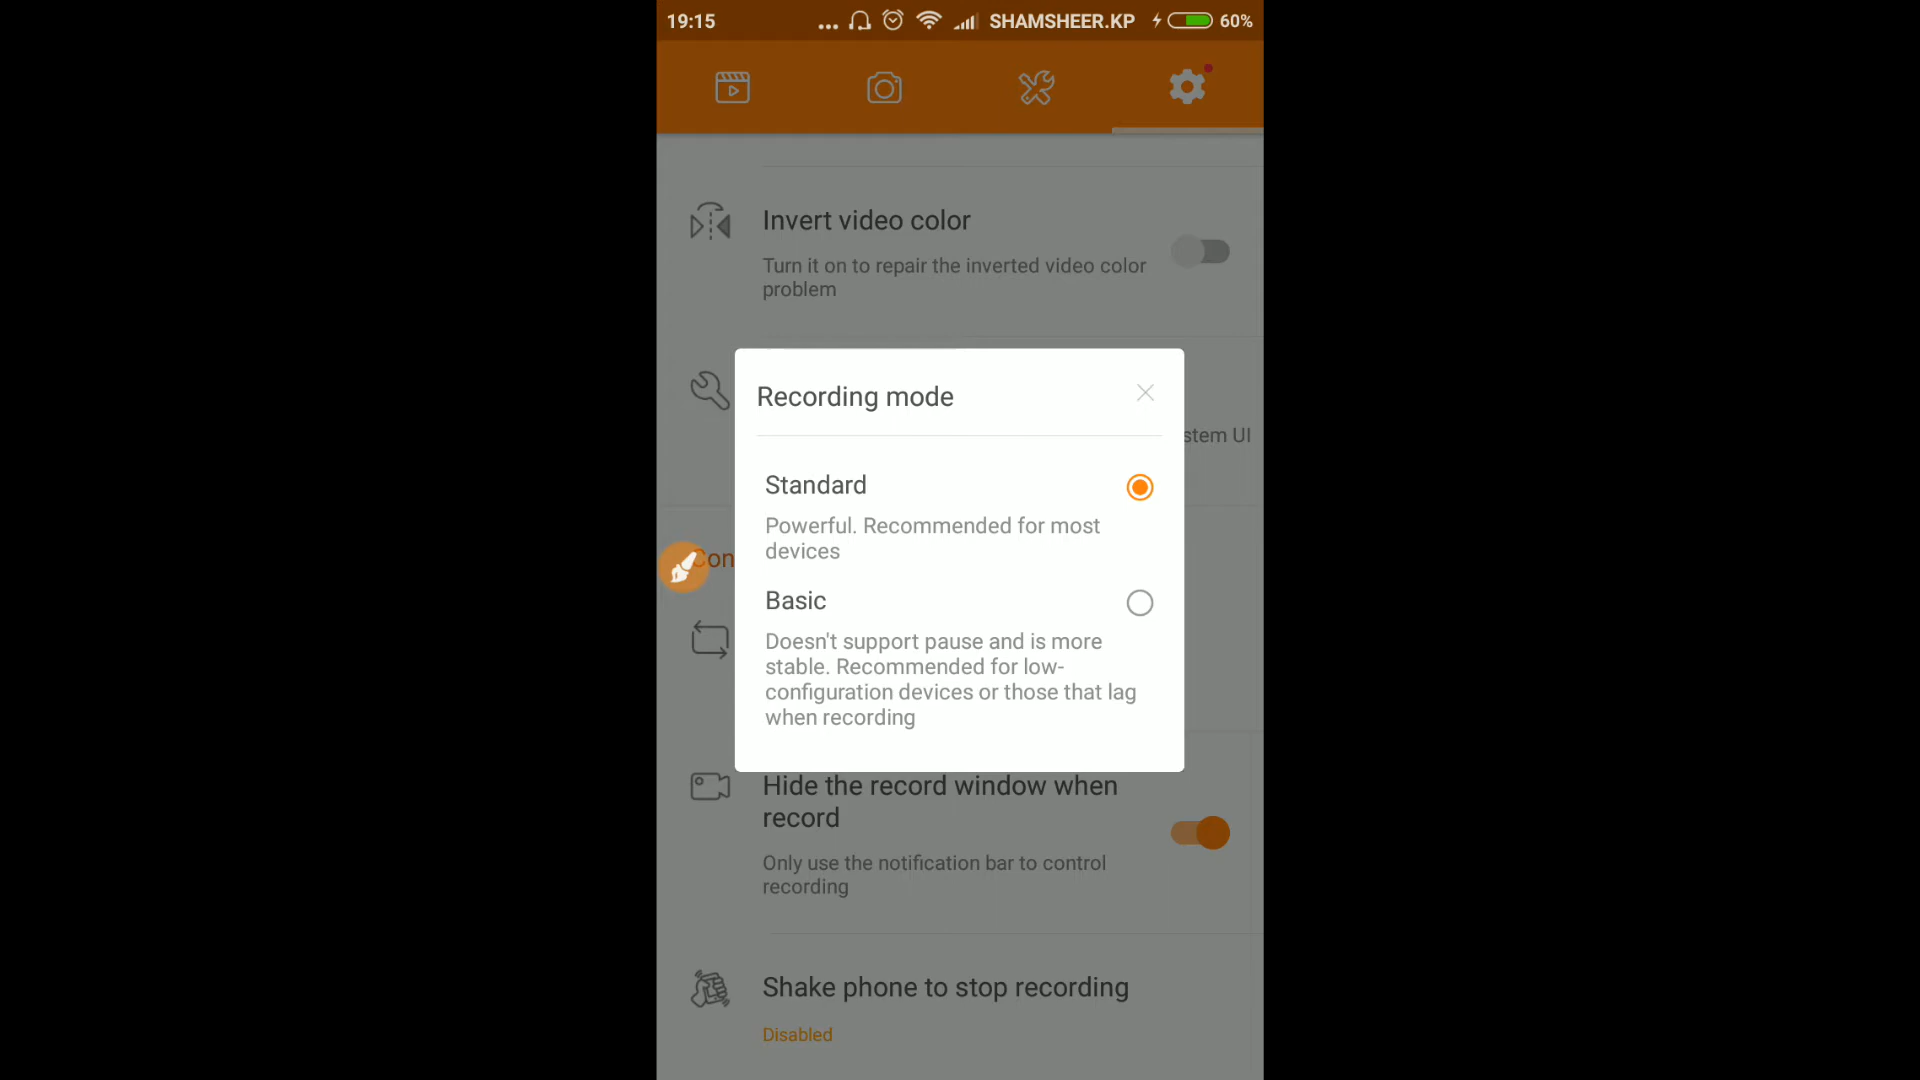 19:15
... SHAMSHEER.KP 60%
Invert video color
Turn it on to repair the inverted video color
problem
stem UI
Recording mode
Standard
Powerful. Recommended for most
devices
Con
Basic
Doesn't support pause and is more
stable. Recommended for low-
configuration devices or those that lag
when recording
Hide the record window when
record
Only use the notification bar to control
recording
Shake phone to stop recording
Disabled